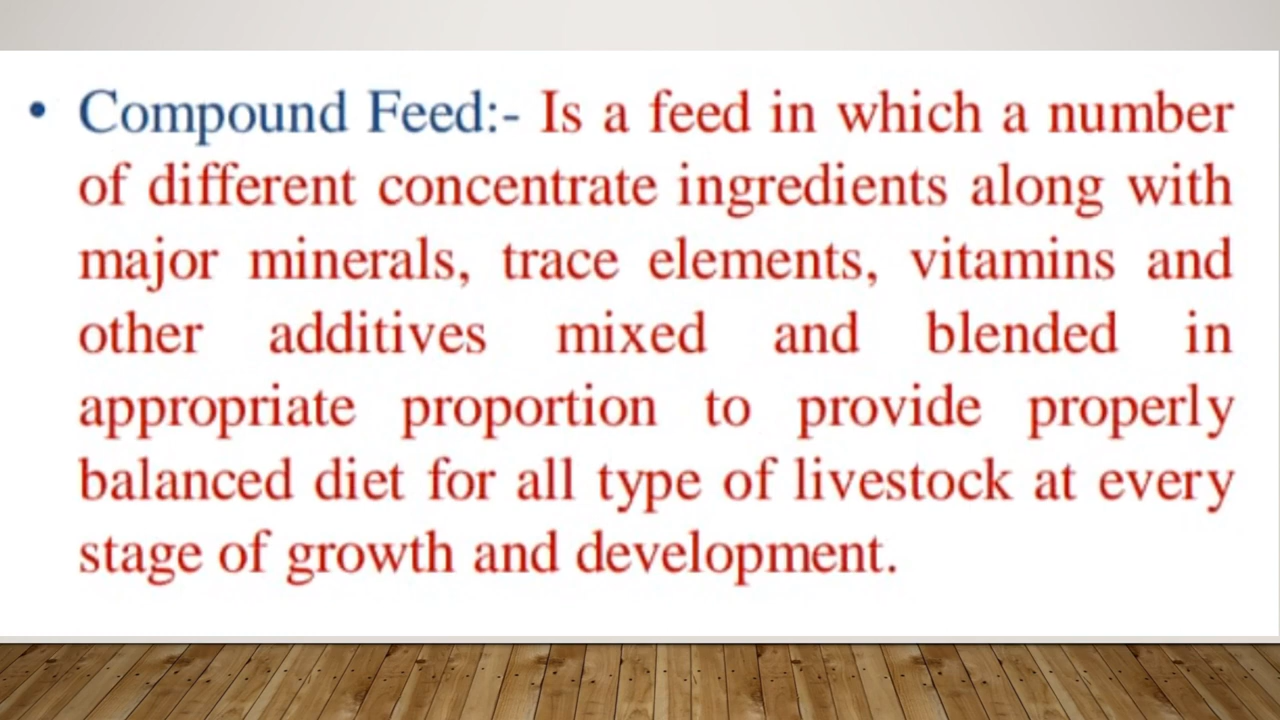 • Compound Feed:- Is a feed in which a number
of different concentrate ingredients along with
major minerals, trace elements, vitamins and
other additives mixed and blended in
appropriate proportion to provide properly
balanced diet for all type of livestock at every
stage of growth and development.